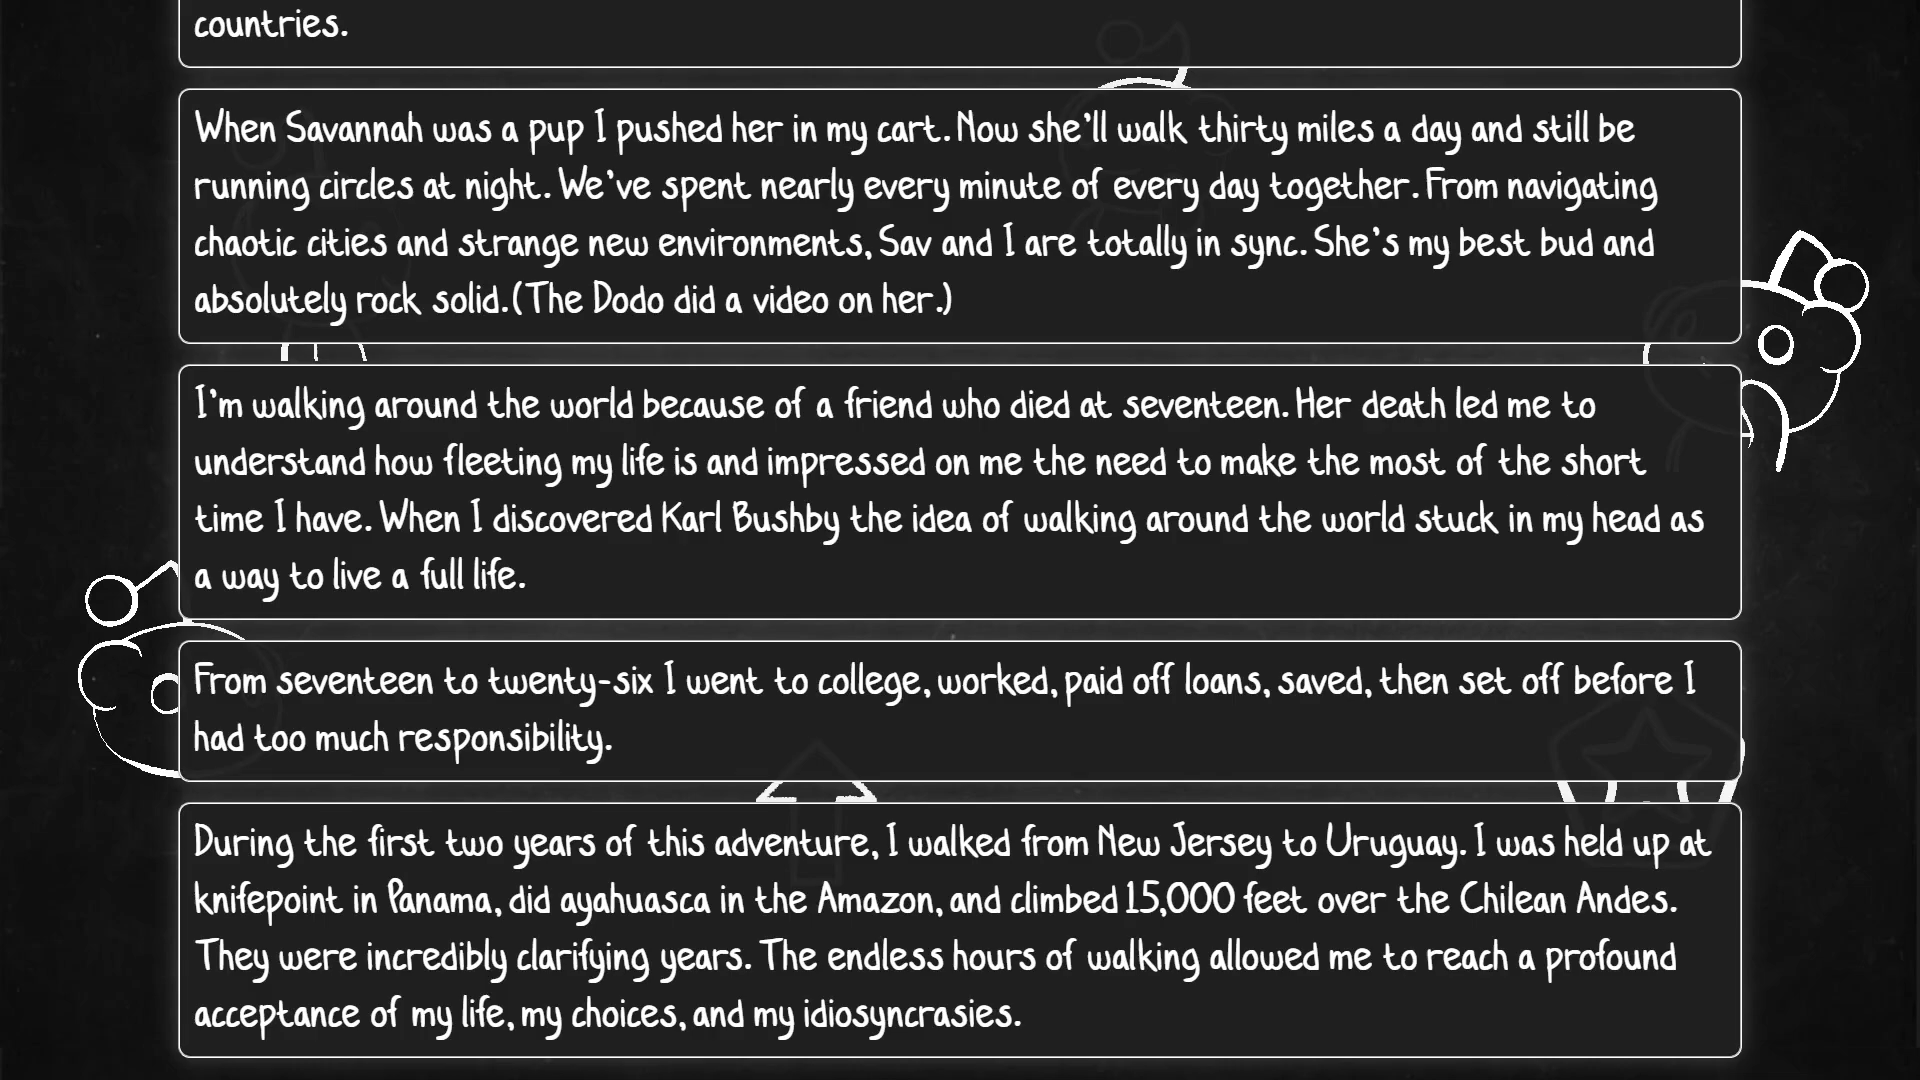 countries.
When Savannah was a pup I pushed her in my cart. Now she’ll walk thirty miles a day and still be
running circles at night. We’ve spent nearly every minute of every day together. From navigating
chaotic cities and strange new environments, Sav and I are totally in sync. She’s my best bud and
absolutely rock solid. (The Dodo did a video on her.)
I’m walking around the world because of a friend who died at seventeen. Her death led me to
understand how fleeting my life is and impressed on me the need to make the most of the short
time I have. When I discovered Karl Bushby the idea of walking around the world stuck in my head as
a way to live a full life.
From seventeen to twenty-six I went to college, worked, paid off loans, saved, then set off before I
had too much responsibility.
During the first two years of this adventure, I walked from New Jersey to Uruguay. I was held up at
knifepoint in Panama, did ayahuasca in the Amazon, and climbed 15,000 feet over the Chilean Andes.
They were incredibly clarifying years. The endless hours of walking allowed me to reach a profound
acceptance of my life, my choices, and my idiosyncrasies.